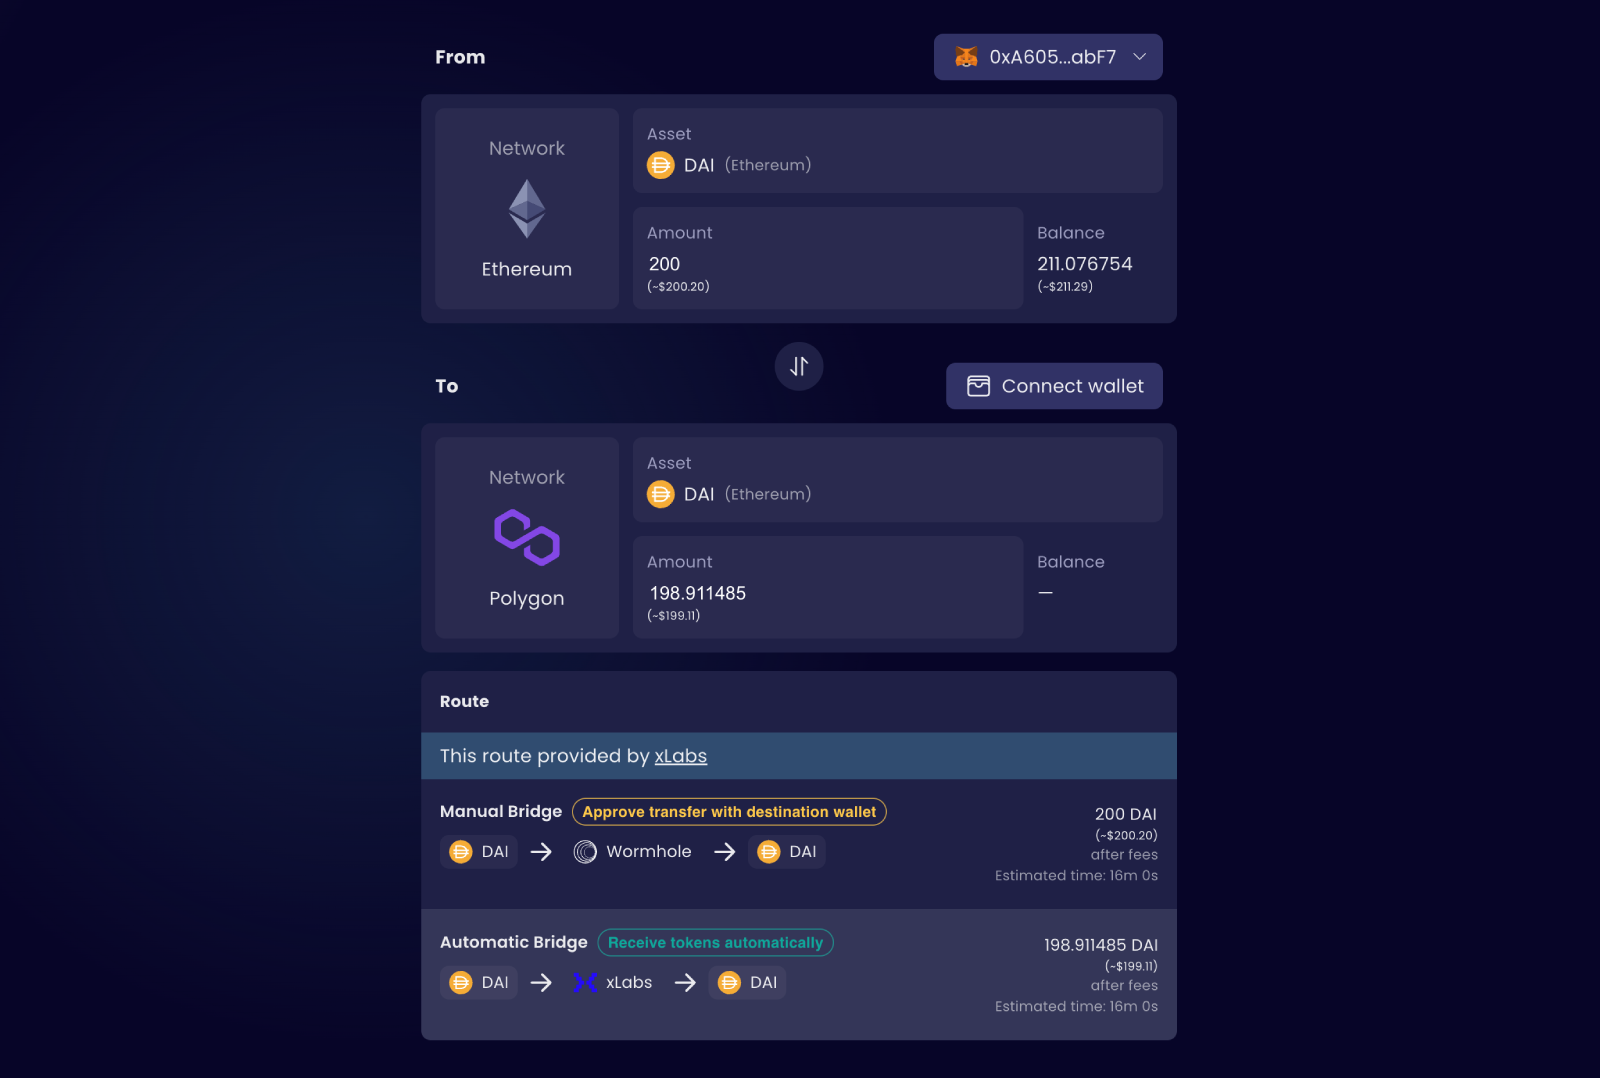 From
0xA605...abF7
Network
Ethereum
Asset
DAI (Ethereum)
Amount
200
(~$200.20)
Balance
211.076754
(~$211.29)
To
Connect wallet
Network
Polygon
Asset
DAI (Ethereum)
Amount
198.911485
(~$199.11)
Balance
—
Route
This route provided by xLabs
Manual Bridge Approve transfer with destination wallet
DAI → Wormhole → DAI
200 DAI
(~$200.20)
after fees
Estimated time: 16m 0s
Automatic Bridge Receive tokens automatically
DAI → xLabs → DAI
198.911485 DAI
(~$199.11)
after fees
Estimated time: 16m 0s